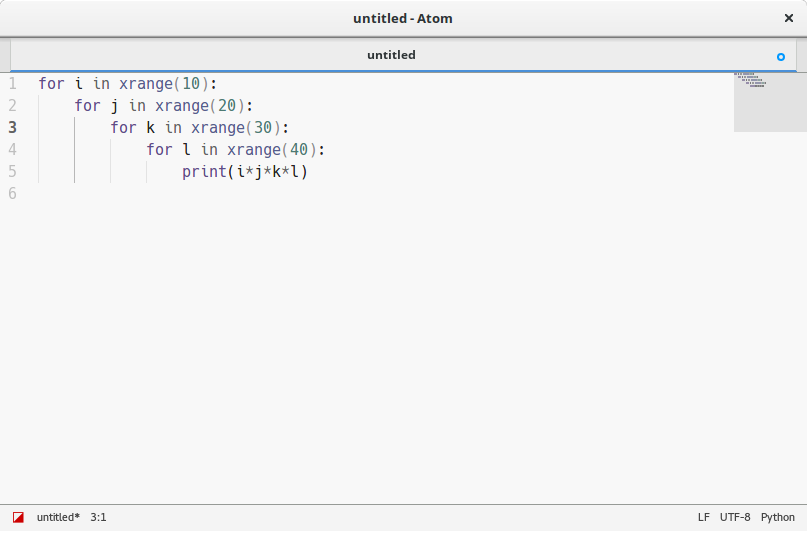 untitled - Atom ×
untitled
1 for i in xrange(10):
2     for j in xrange(20):
3         for k in xrange(30):
4             for l in xrange(40):
5                 print(i*j*k*l)
6
untitled* 3:1 LF UTF-8 Python